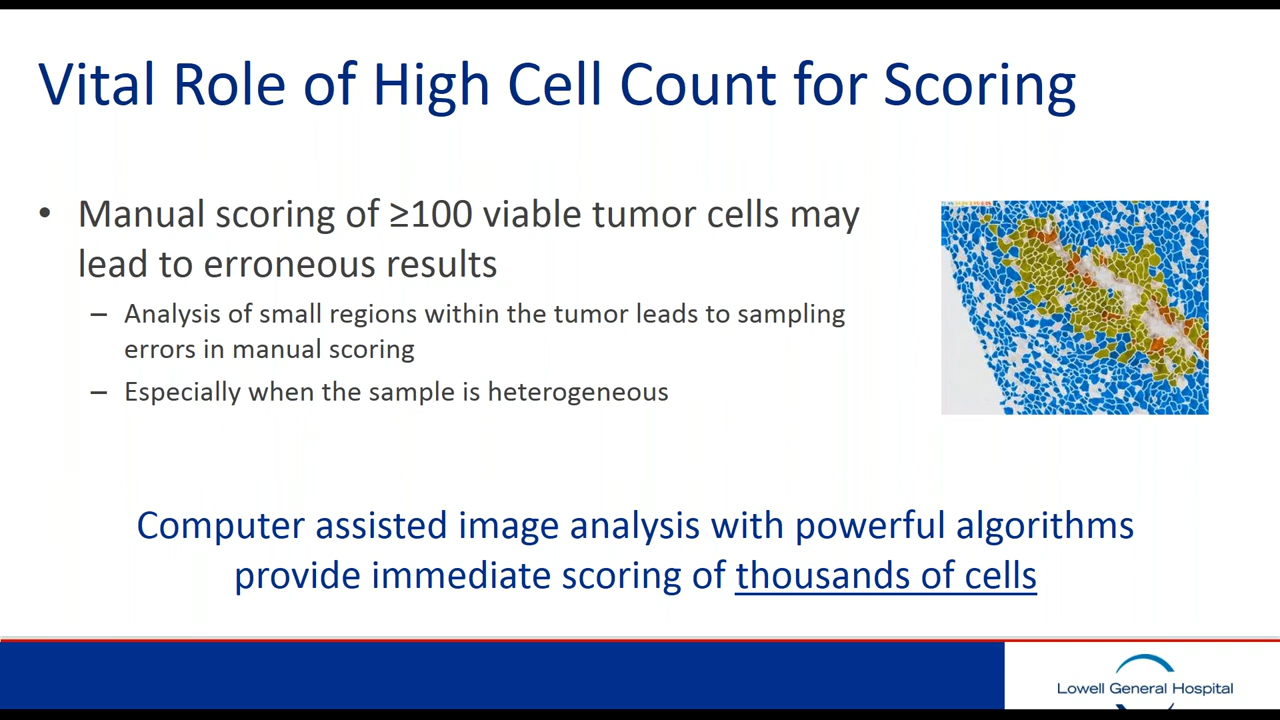 Vital Role of High Cell Count for Scoring
• Manual scoring of ≥100 viable tumor cells may
lead to erroneous results
– Analysis of small regions within the tumor leads to sampling
errors in manual scoring
– Especially when the sample is heterogeneous
Computer assisted image analysis with powerful algorithms
provide immediate scoring of thousands of cells
Lowell General Hospital